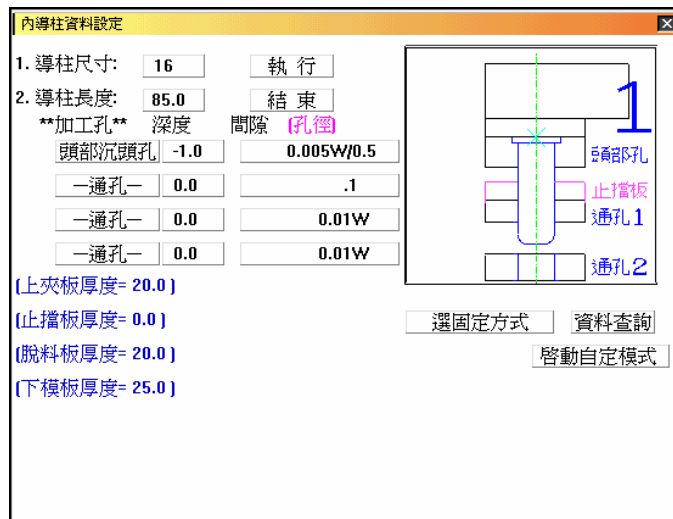 內導柱資料設定
1. 導柱尺寸: 16 執 行
2. 導柱長度: 85.0 結 束
**加工孔** 深度 間隙 (孔徑)
頭部沉頭孔 -1.0 0.005W/0.5
—通孔— 0.0 .1
—通孔— 0.0 0.01W
—通孔— 0.0 0.01W
(上夾板厚度= 20.0 )
(止擋板厚度= 0.0 )
(脫料板厚度= 20.0 )
(下模板厚度= 25.0 )
1
頭部孔
止擋板
通孔1
通孔2
選固定方式 資料查詢
啓動自定模式